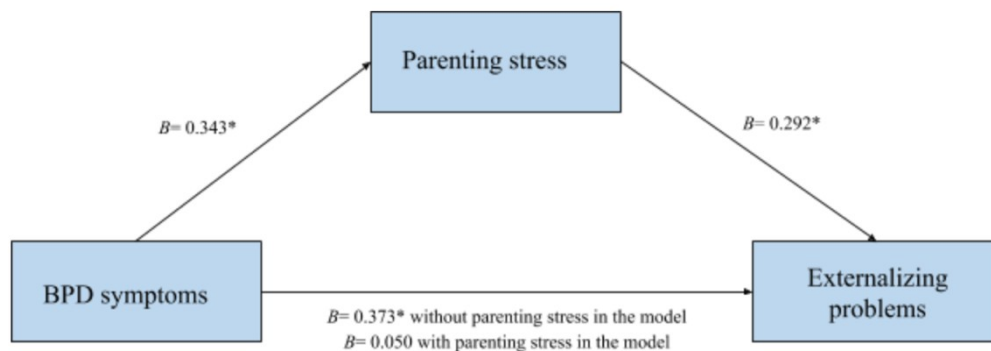 Parenting stress
B= 0.343*
B= 0.292*
BPD symptoms
Externalizing
problems
B= 0.373* without parenting stress in the model
B= 0.050 with parenting stress in the model